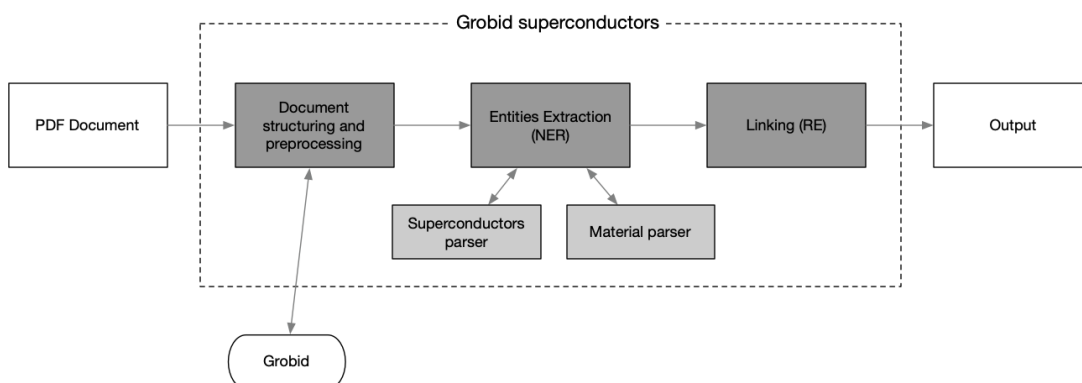 Grobid superconductors
PDF Document
Document
structuring and
preprocessing
Entities Extraction
(NER)
Linking (RE)
Output
Superconductors
parser
Material parser
Grobid